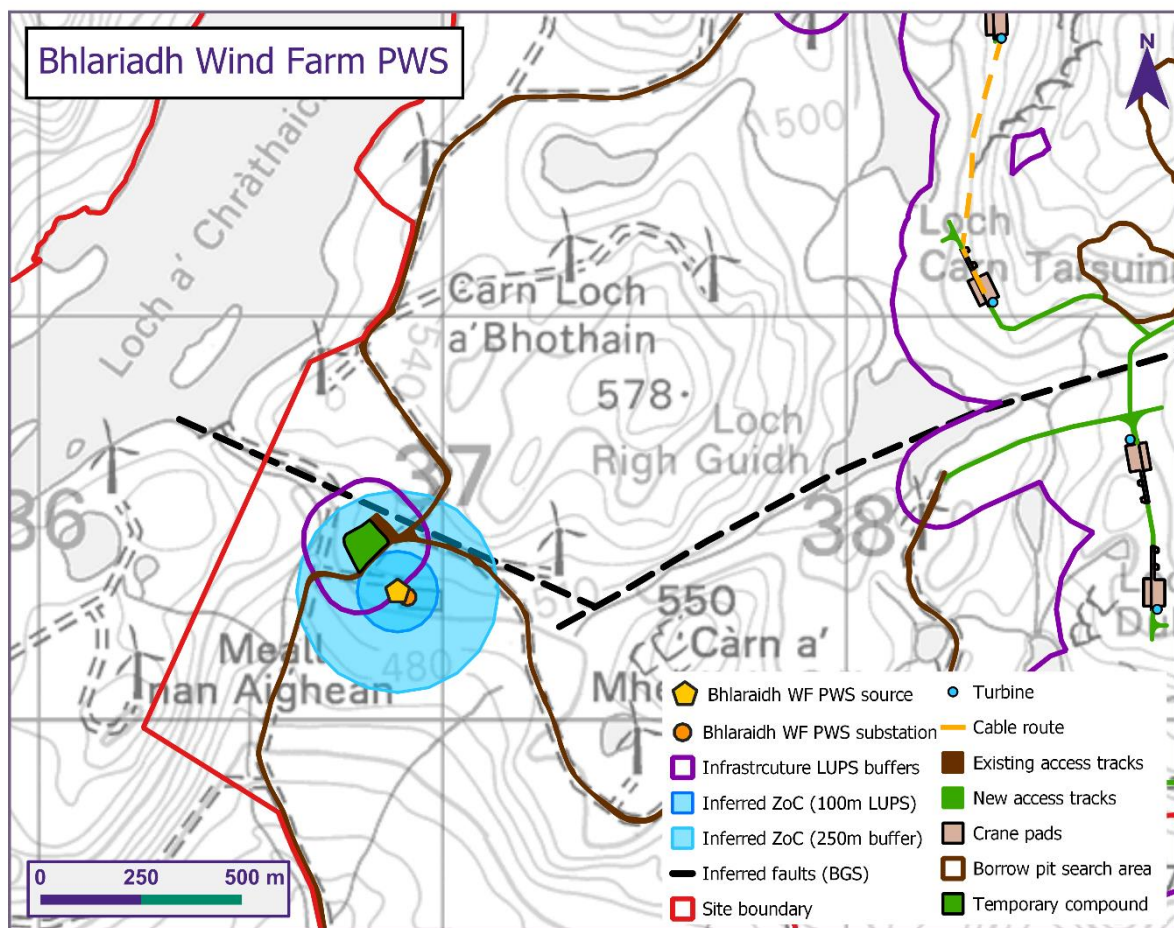 Bhlariadh Wind Farm PWS
N
500
Loch a' Chràthaich
Loch
Càrn Tarsuinn
Càrn Loch
a'Bhothain
540
578
Loch
Righ Guidh
36
37
38
550
Càrn a'
Meall
nan Aighean
480
Mhe
Bhlaraidh WF PWS source
Bhlaraidh WF PWS substation
Infrastrcuture LUPS buffers
Inferred ZoC (100m LUPS)
Inferred ZoC (250m buffer)
Inferred faults (BGS)
Site boundary
Turbine
Cable route
Existing access tracks
New access tracks
Crane pads
Borrow pit search area
Temporary compound
0 250 500 m